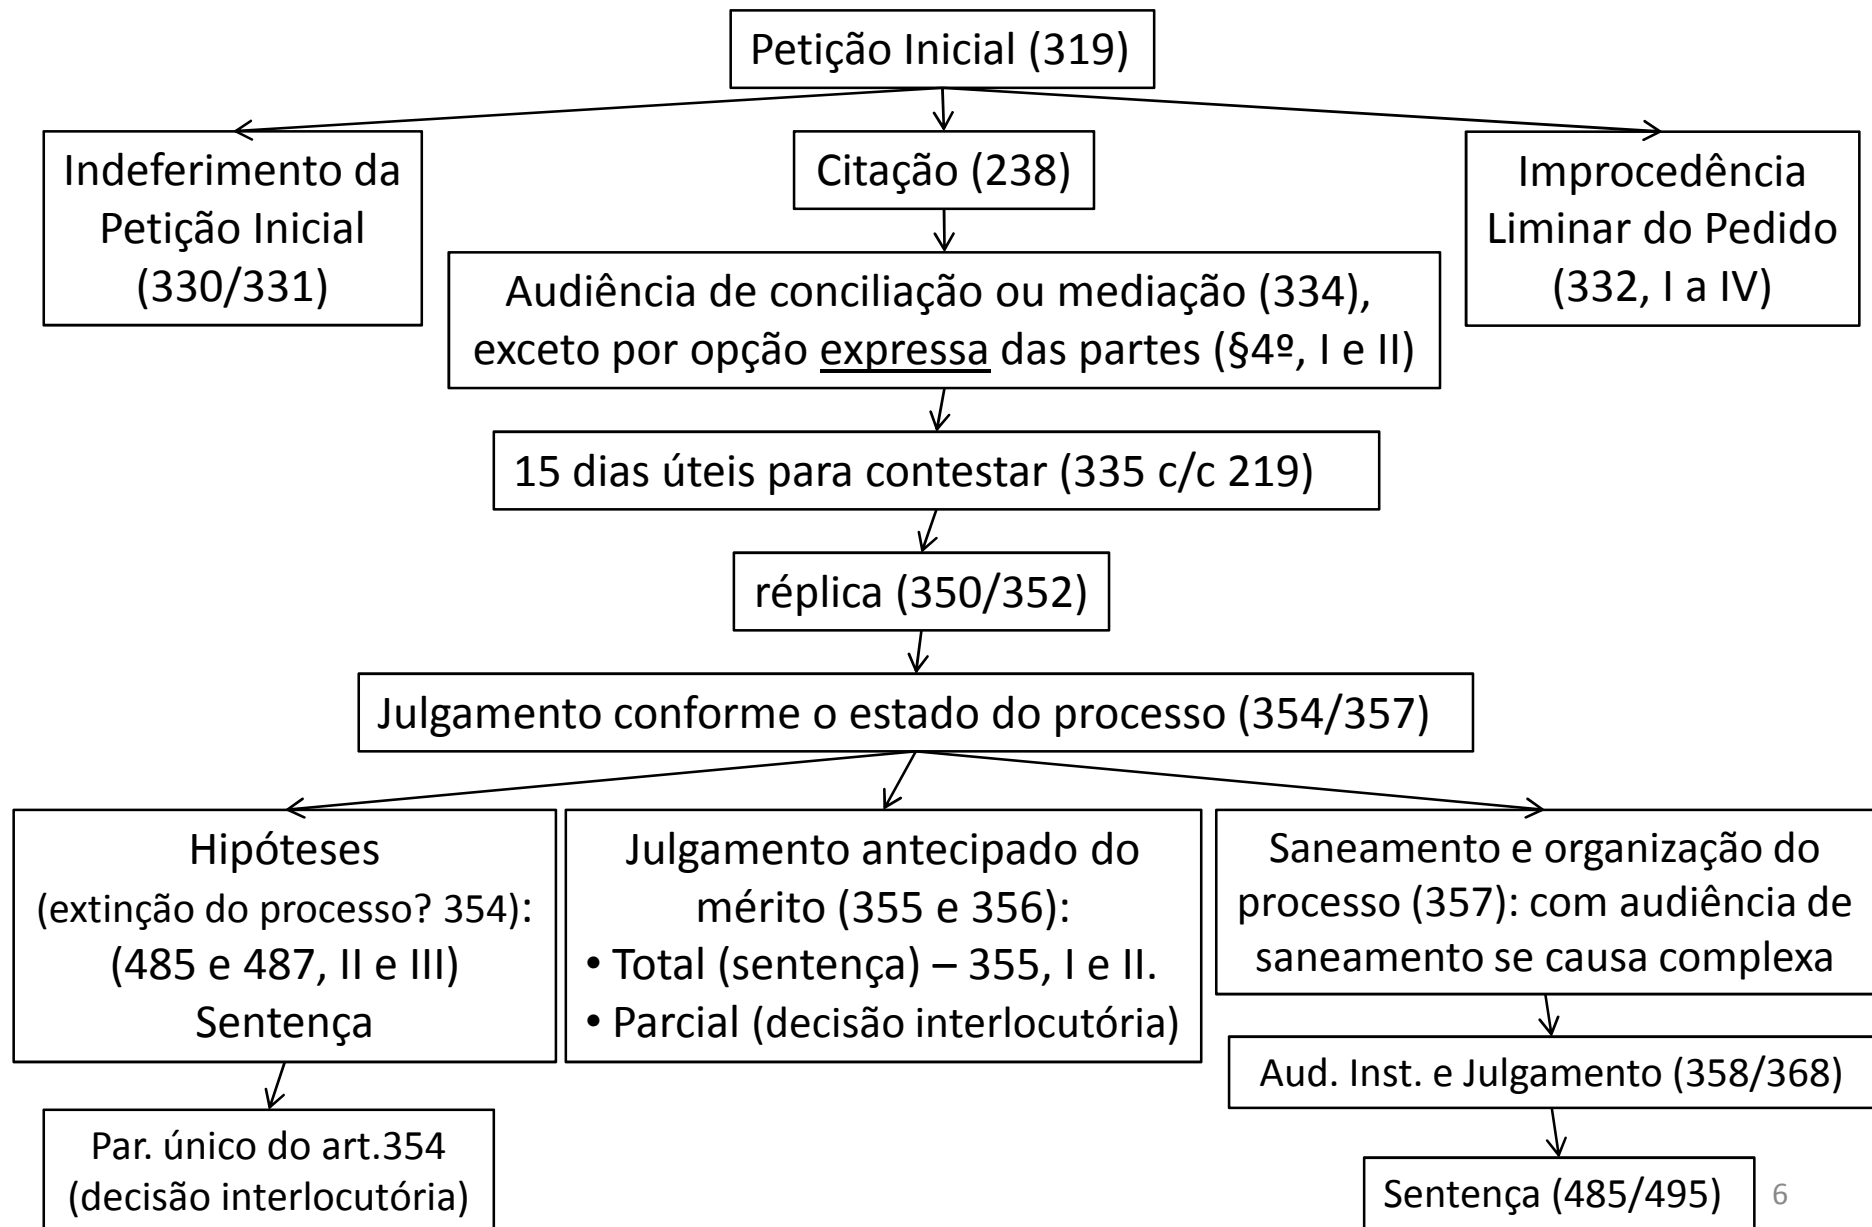 Petição Inicial (319)
Indeferimento da
Petição Inicial
(330/331)
Citação (238)
Improcedência
Liminar do Pedido
(332, I a IV)
Audiência de conciliação ou mediação (334),
exceto por opção expressa das partes (§4º, I e II)
15 dias úteis para contestar (335 c/c 219)
réplica (350/352)
Julgamento conforme o estado do processo (354/357)
Hipóteses
(extinção do processo? 354):
(485 e 487, II e III)
Sentença
Julgamento antecipado do
mérito (355 e 356):
• Total (sentença) – 355, I e II.
• Parcial (decisão interlocutória)
Saneamento e organização do
processo (357): com audiência de
saneamento se causa complexa
Aud. Inst. e Julgamento (358/368)
Par. único do art.354
(decisão interlocutória)
Sentença (485/495)
6